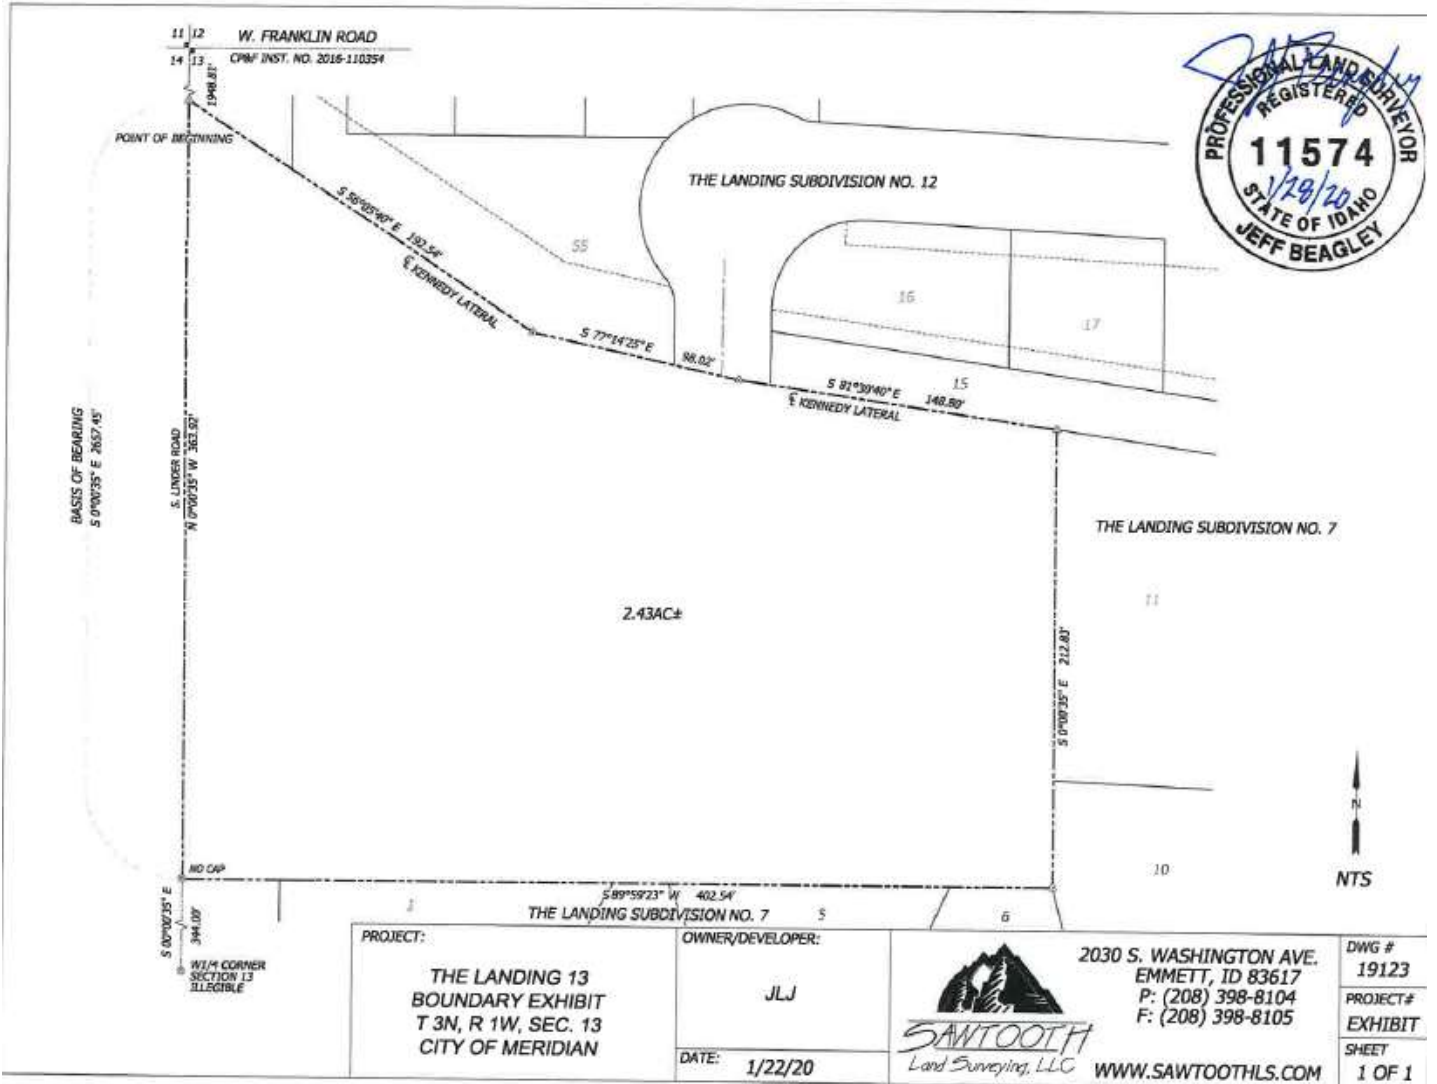 11 12
W. FRANKLIN ROAD
14 13
CP&F INST. NO. 2016-110354
1948.81'
POINT OF BEGINNING
S 56°05'40" E 192.54'
℄ KENNEDY LATERAL
55
THE LANDING SUBDIVISION NO. 12
PROFESSIONAL LAND SURVEYOR
REGISTERED
11574
1/28/20
STATE OF IDAHO
JEFF BEAGLEY
16
17
S 77°14'25" E 98.02'
S 81°39'40" E 148.80'
15
℄ KENNEDY LATERAL
BASIS OF BEARING
S 0°00'35" E 2657.45'
S. LINDER ROAD
N 0°00'35" W 363.92'
THE LANDING SUBDIVISION NO. 7
11
2.43AC±
S 0°00'35" E 212.83'
N
NTS
10
NO CAP
S 89°59'23" W 402.54'
1
THE LANDING SUBDIVISION NO. 7
5
6
S 00°00'35" E
344.00'
W1/4 CORNER
SECTION 13
ILLEGIBLE
PROJECT:
THE LANDING 13
BOUNDARY EXHIBIT
T 3N, R 1W, SEC. 13
CITY OF MERIDIAN
OWNER/DEVELOPER:
JLJ
DATE:
1/22/20
SAWTOOTH
Land Surveying, LLC
2030 S. WASHINGTON AVE.
EMMETT, ID 83617
P: (208) 398-8104
F: (208) 398-8105
WWW.SAWTOOTHLS.COM
DWG #
19123
PROJECT#
EXHIBIT
SHEET
1 OF 1